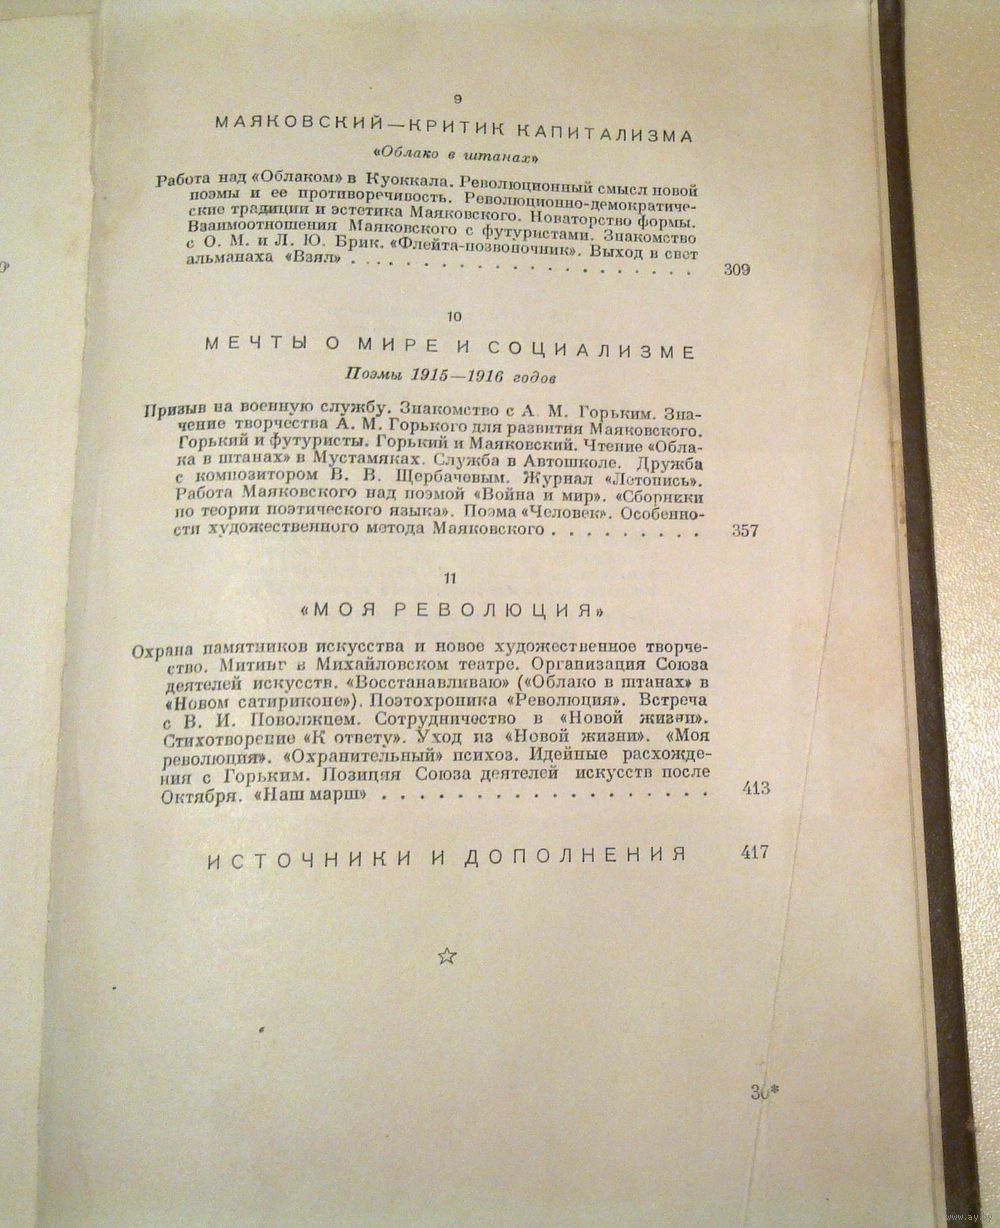 9
МАЯКОВСКИЙ—КРИТИК КАПИТАЛИЗМА
«Облако в штанах»
Работа над «Облаком» в Куоккала. Революционный смысл новой
поэмы и ее противоречивость. Революционно-демократиче-
ские традиции и эстетика Маяковского. Новаторство формы.
Взаимоотношения Маяковского с футуристами. Знакомство
с О. М. и Л. Ю. Брик. «Флейта-позвоночник». Выход в свет
альманаха «Взял» . . . . . . . . . . . . . . . . . . . . 309
10
МЕЧТЫ О МИРЕ И СОЦИАЛИЗМЕ
Поэмы 1915—1916 годов
Призыв на военную службу. Знакомство с А. М. Горьким. Зна-
чение творчества А. М. Горького для развития Маяковского.
Горький и футуристы. Горький и Маяковский. Чтение «Обла-
ка в штанах» в Мустамяках. Служба в Автошколе. Дружба
с композитором В. В. Щербачевым. Журнал «Летопись».
Работа Маяковского над поэмой «Война и мир». «Сборники
по теории поэтического языка». Поэма «Человек». Особенно-
сти художественного метода Маяковского . . . . . . . . . 357
11
«МОЯ РЕВОЛЮЦИЯ»
Охрана памятников искусства и новое художественное творче-
ство. Митинг в Михайловском театре. Организация Союза
деятелей искусств. «Восстанавливаю» («Облако в штанах» в
«Новом сатириконе»). Поэтохроника «Революция». Встреча
с В. И. Поволжцем. Сотрудничество в «Новой жизни».
Стихотворение «К ответу». Уход из «Новой жизни». «Моя
революция». «Охранительный» психоз. Идейные расхожде-
ния с Горьким. Позиция Союза деятелей искусств после
Октября. «Наш марш» . . . . . . . . . . . . . . . . . . 413
ИСТОЧНИКИ И ДОПОЛНЕНИЯ 417
30*